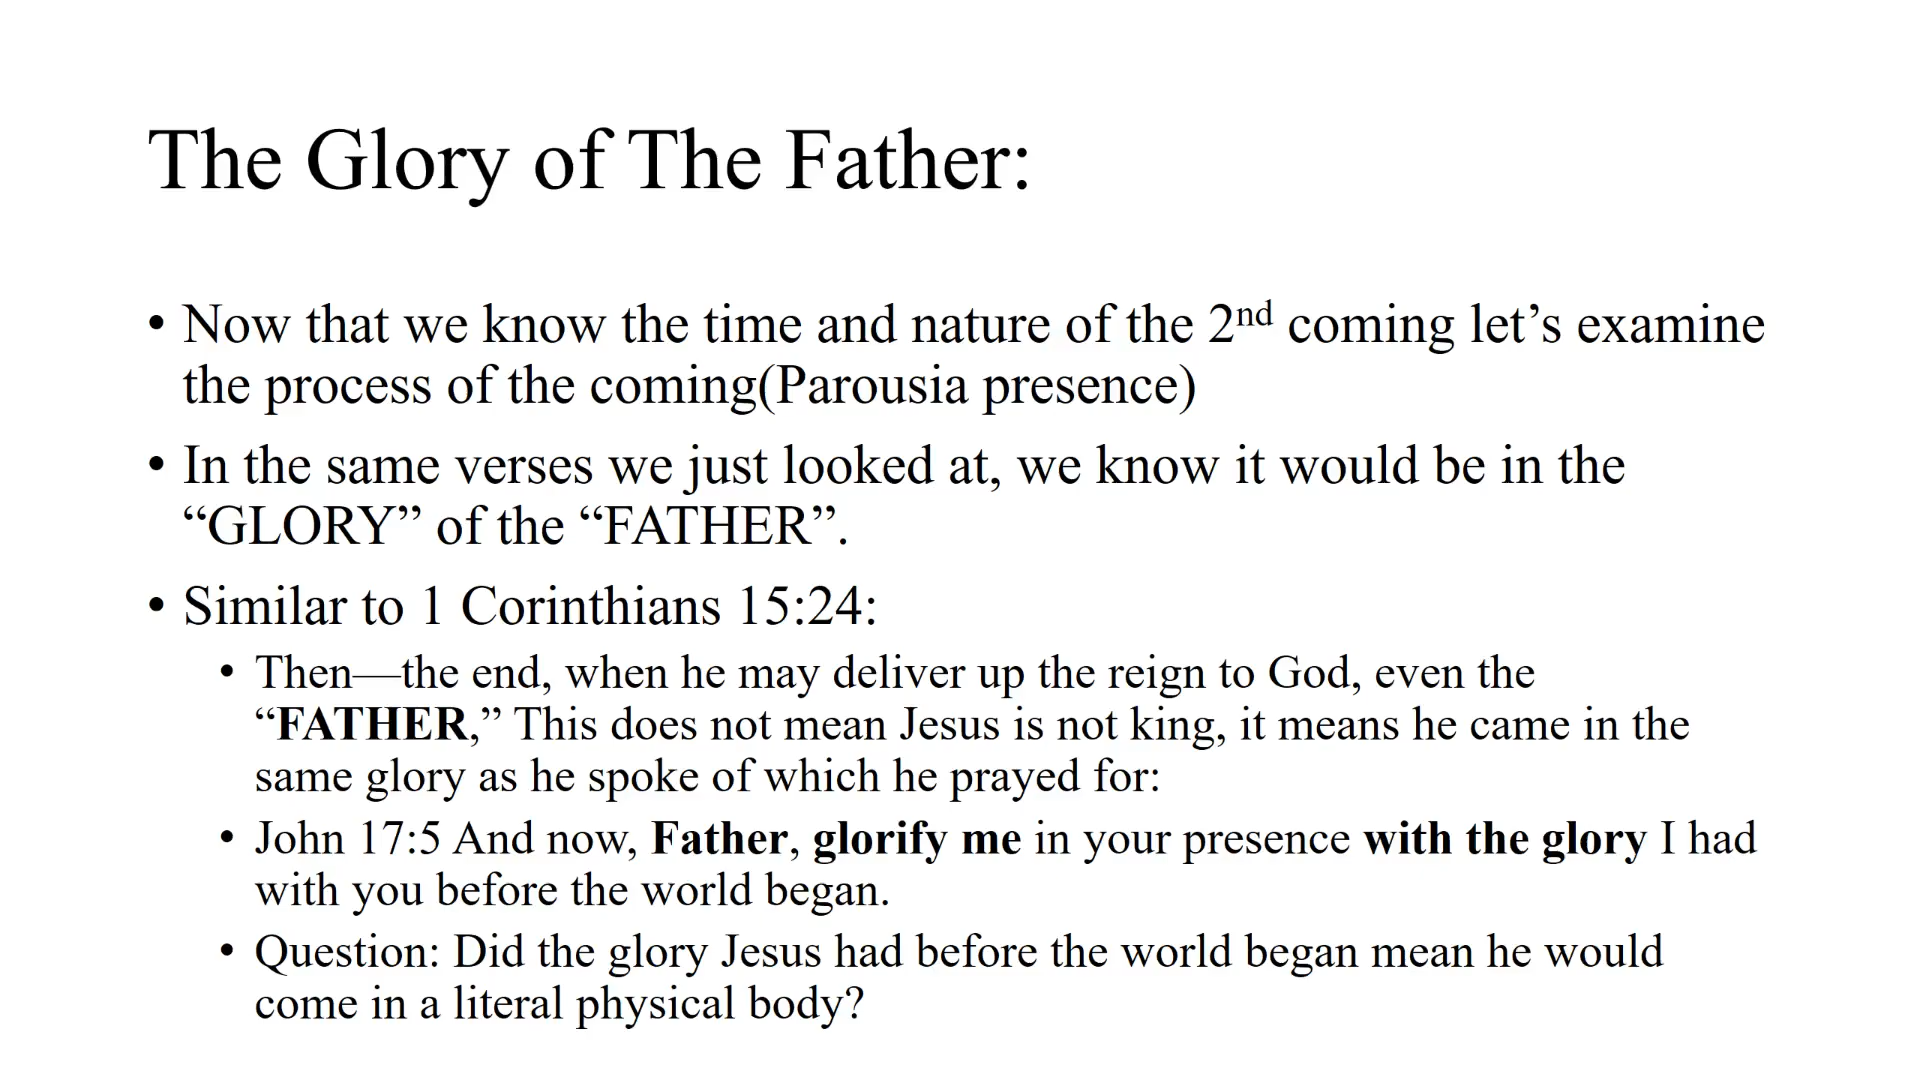 The Glory of The Father:
• Now that we know the time and nature of the 2nd coming let’s examine
the process of the coming(Parousia presence)
• In the same verses we just looked at, we know it would be in the
“GLORY” of the “FATHER”.
• Similar to 1 Corinthians 15:24:
• Then—the end, when he may deliver up the reign to God, even the
“FATHER,” This does not mean Jesus is not king, it means he came in the
same glory as he spoke of which he prayed for:
• John 17:5 And now, Father, glorify me in your presence with the glory I had
with you before the world began.
• Question: Did the glory Jesus had before the world began mean he would
come in a literal physical body?